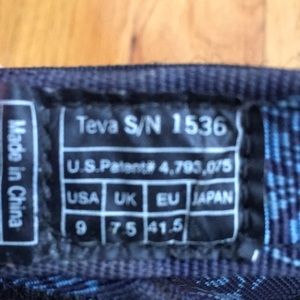 Teva S/N 1536
U.S.Patent# 4,793,075
USA UK EU JAPAN
9 7.5 41.5
Made in China